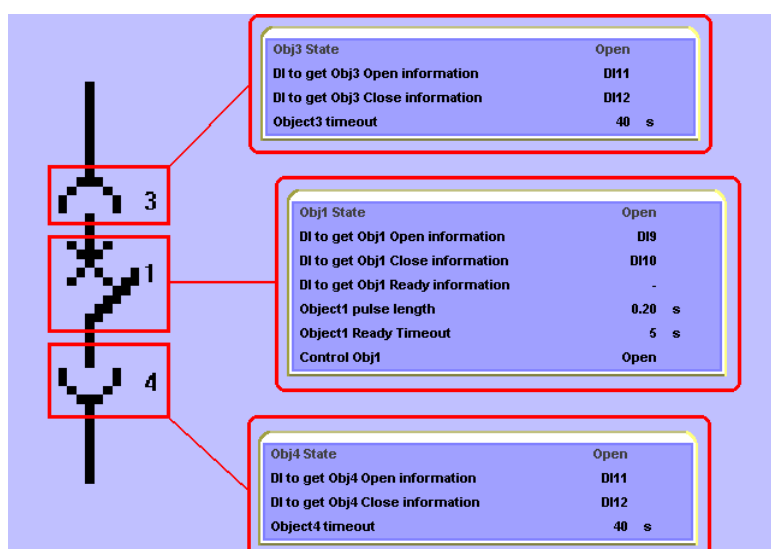 Obj3 State Open
DI to get Obj3 Open information DI11
DI to get Obj3 Close information DI12
Object3 timeout 40 s
3
Obj1 State Open
DI to get Obj1 Open information DI9
DI to get Obj1 Close information DI10
DI to get Obj1 Ready information -
Object1 pulse length 0.20 s
Object1 Ready Timeout 5 s
Control Obj1 Open
1
4
Obj4 State Open
DI to get Obj4 Open information DI11
DI to get Obj4 Close information DI12
Object4 timeout 40 s